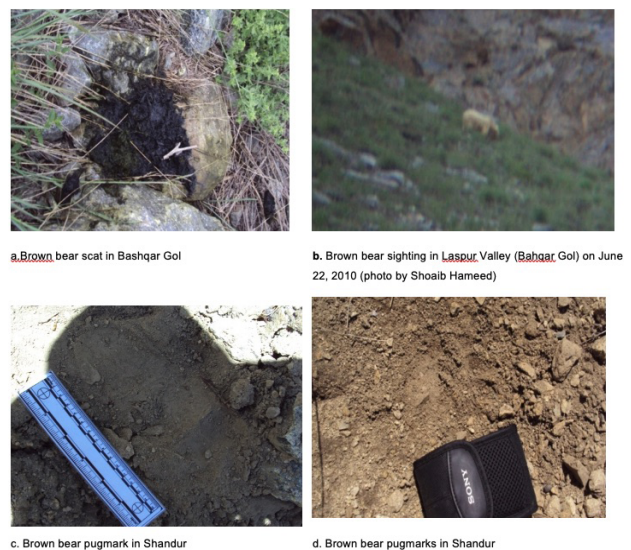 a.Brown bear scat in Bashqar Gol
b. Brown bear sighting in Laspur Valley (Bahqar Gol) on June
22, 2010 (photo by Shoaib Hameed)
SONY
c. Brown bear pugmark in Shandur
d. Brown bear pugmarks in Shandur